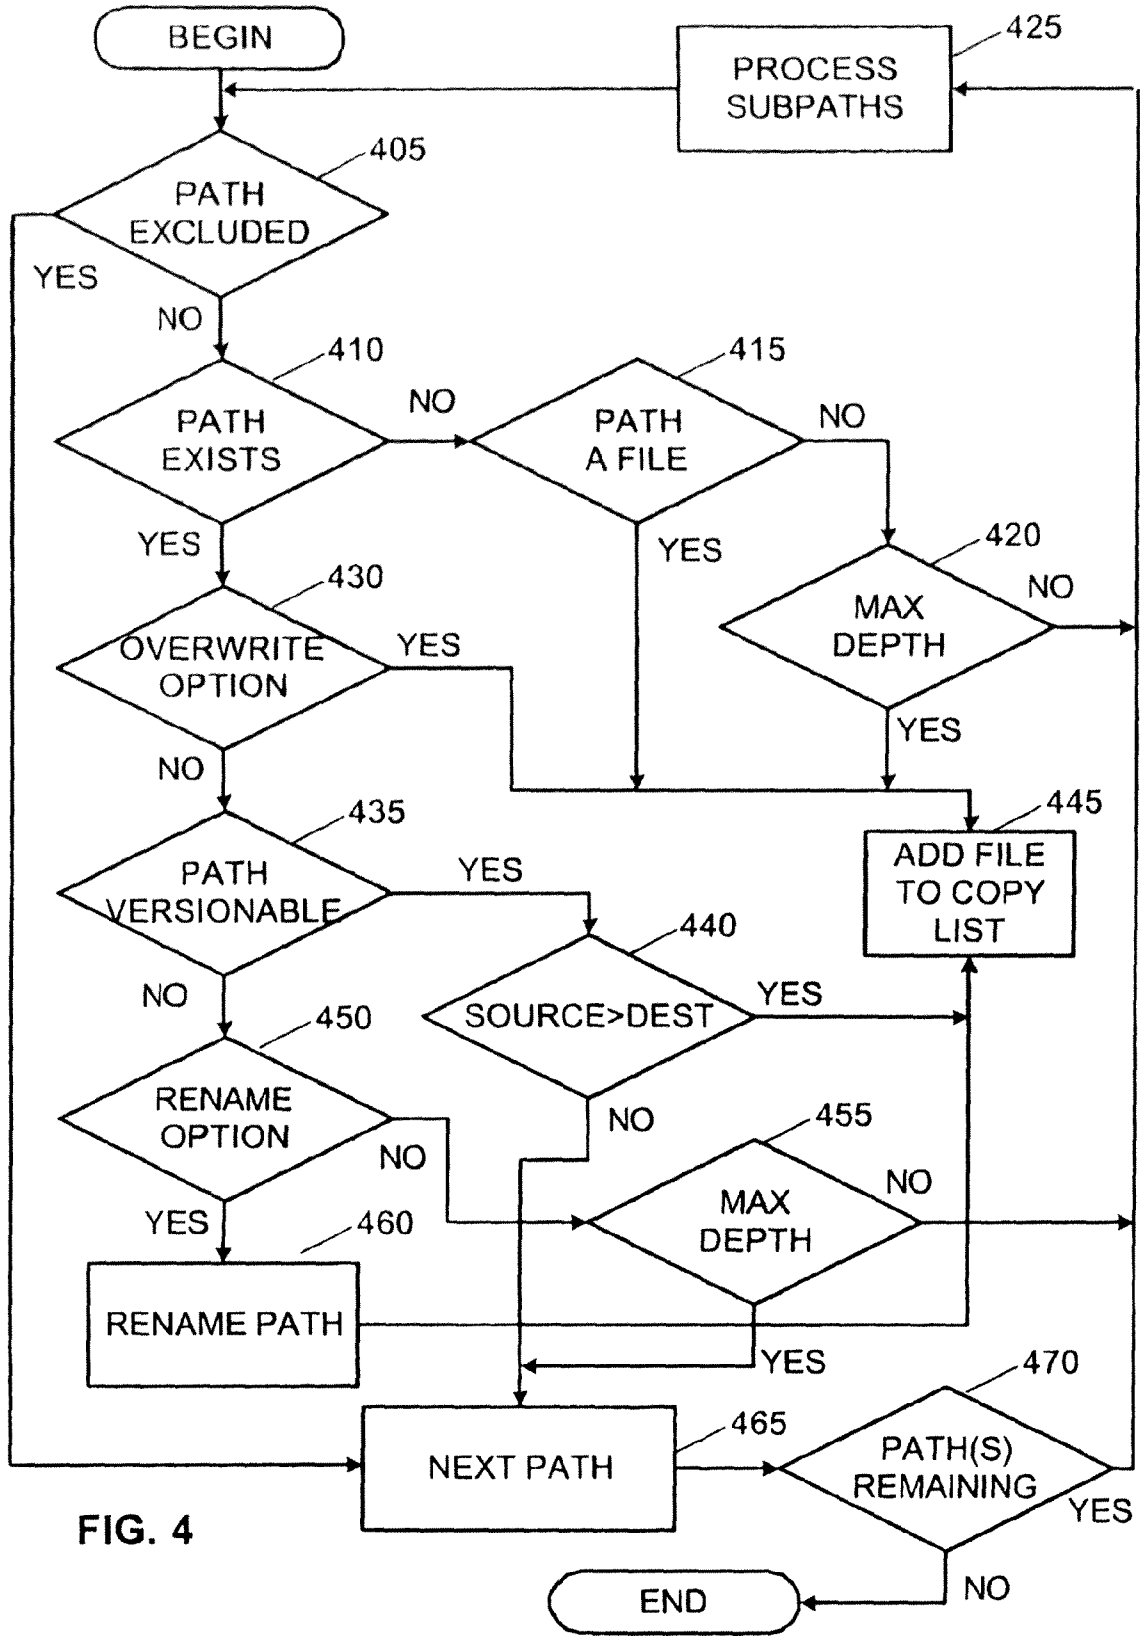 BEGIN
425
PROCESS
SUBPATHS
405
PATH
EXCLUDED
YES
NO
410
415
PATH
EXISTS
NO
PATH
A FILE
NO
YES
YES
420
430
MAX
DEPTH
NO
OVERWRITE
OPTION
YES
YES
NO
435
445
PATH
VERSIONABLE
YES
ADD FILE
TO COPY
LIST
440
NO
SOURCE>DEST
YES
450
RENAME
OPTION
NO
NO
455
MAX
DEPTH
NO
YES
460
RENAME PATH
YES
470
465
NEXT PATH
PATH(S)
REMAINING
YES
FIG. 4
NO
END